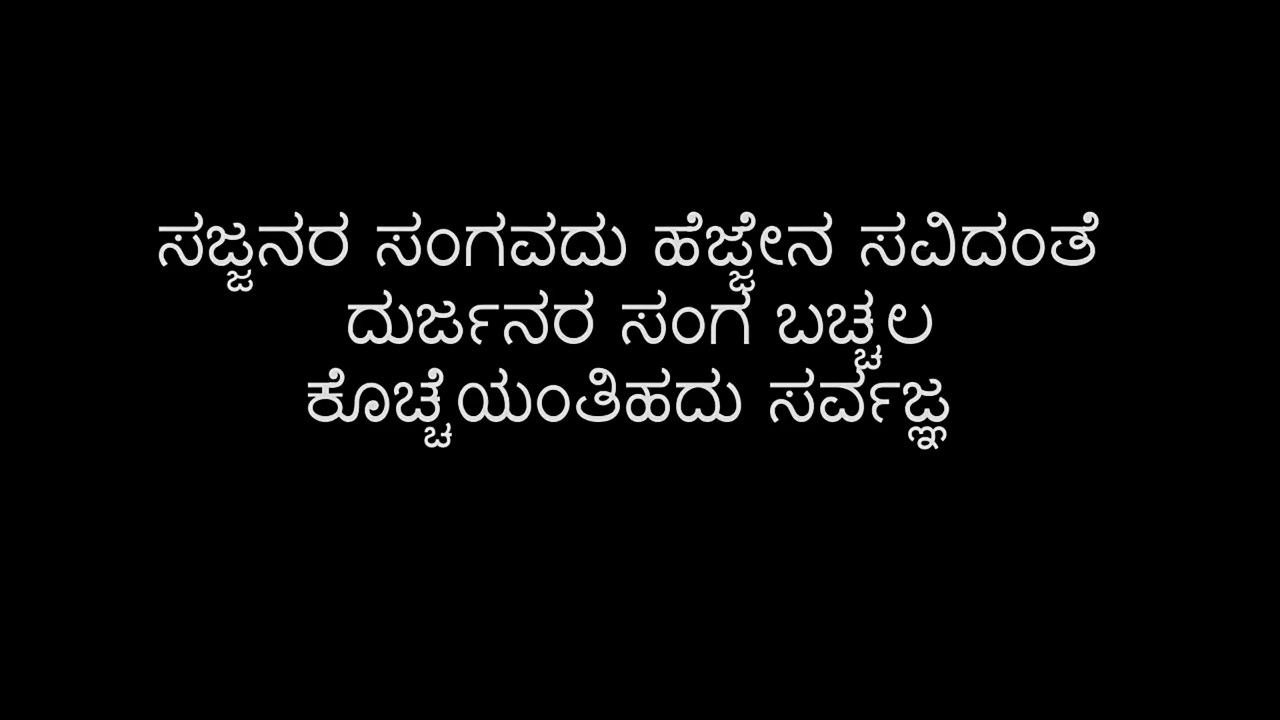 ಸಜ್ಜನರ ಸಂಗವದು ಹೆಜ್ಜೇನ ಸವಿದಂತೆ
ದುರ್ಜನರ ಸಂಗ ಬಚ್ಚಲ
ಕೊಚ್ಚೆಯಂತಿಹದು ಸರ್ವಜ್ಞ